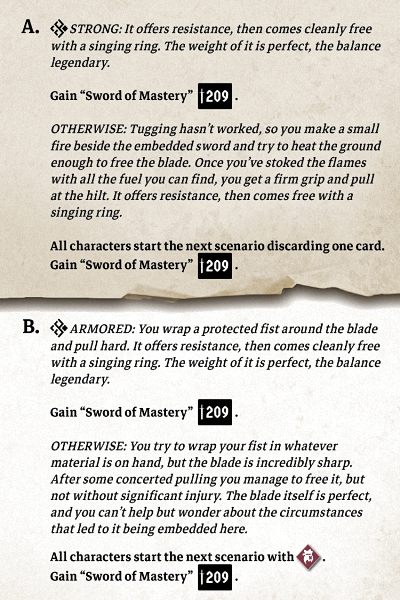 A. STRONG: It offers resistance, then comes cleanly free
with a singing ring. The weight of it is perfect, the balance
legendary.
Gain “Sword of Mastery” 209 .
OTHERWISE: Tugging hasn’t worked, so you make a small
fire beside the embedded sword and try to heat the ground
enough to free the blade. Once you’ve stoked the flames
with all the fuel you can find, you get a firm grip and pull
at the hilt. It offers resistance, then comes free with a
singing ring.
All characters start the next scenario discarding one card.
Gain “Sword of Mastery” 209 .
B. ARMORED: You wrap a protected fist around the blade
and pull hard. It offers resistance, then comes cleanly free
with a singing ring. The weight of it is perfect, the balance
legendary.
Gain “Sword of Mastery” 209 .
OTHERWISE: You try to wrap your fist in whatever
material is on hand, but the blade is incredibly sharp.
After some concerted pulling you manage to free it, but
not without significant injury. The blade itself is perfect,
and you can’t help but wonder about the circumstances
that led to it being embedded here.
All characters start the next scenario with .
Gain “Sword of Mastery” 209 .